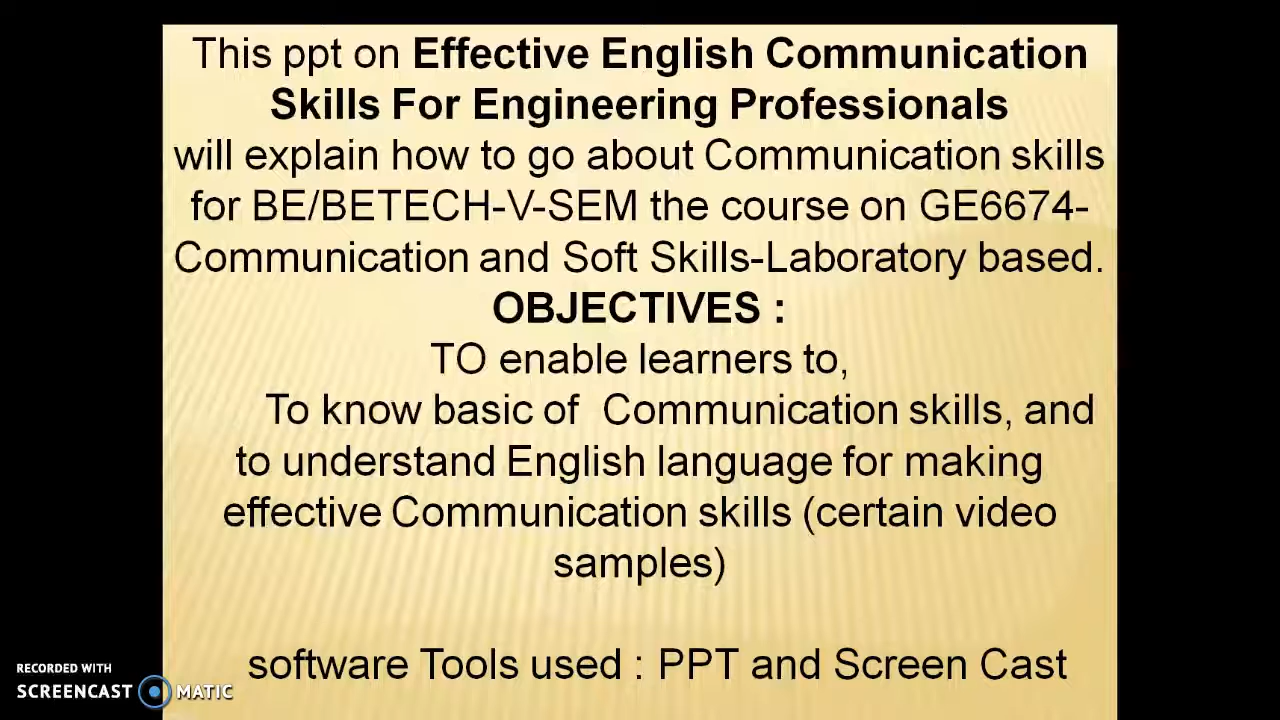 This ppt on Effective English Communication
Skills For Engineering Professionals
will explain how to go about Communication skills
for BE/BETECH-V-SEM the course on GE6674-
Communication and Soft Skills-Laboratory based.
OBJECTIVES :
TO enable learners to,
To know basic of Communication skills, and
to understand English language for making
effective Communication skills (certain video
samples)
software Tools used : PPT and Screen Cast
RECORDED WITH
SCREENCAST MATIC